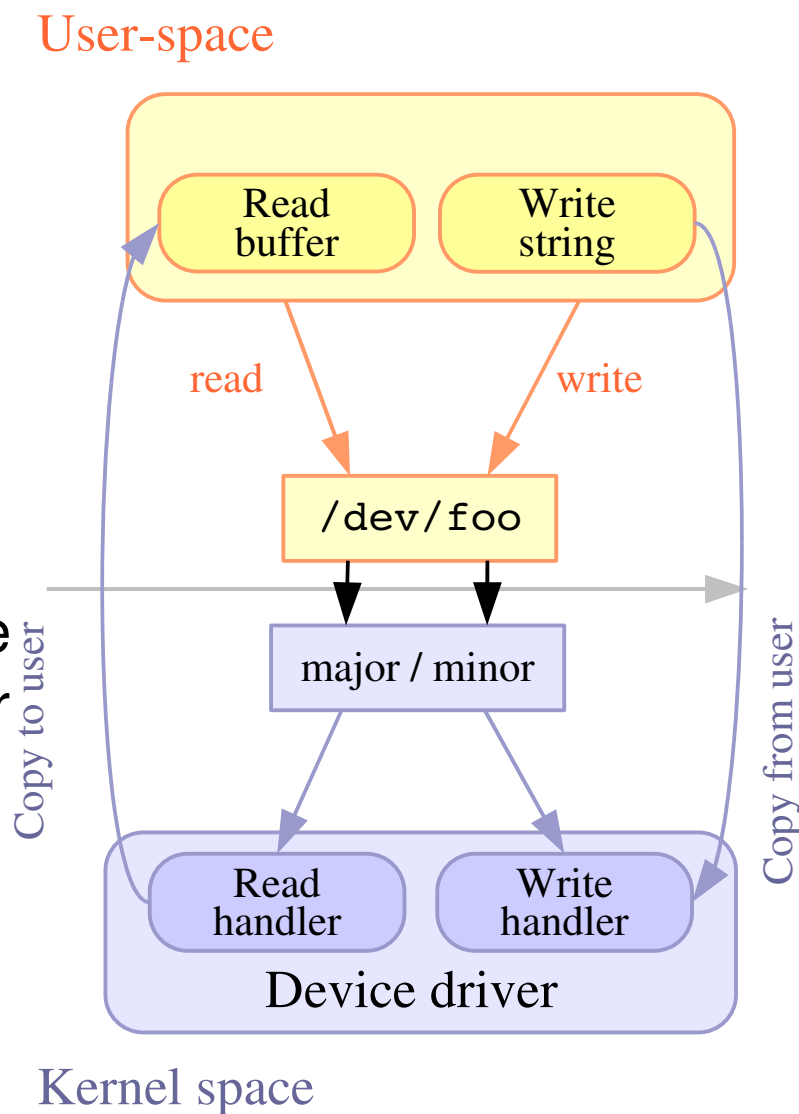 User-space
Read
buffer
Write
string
read
write
/dev/foo
major / minor
Copy to user
Copy from user
Read
handler
Write
handler
Device driver
Kernel space